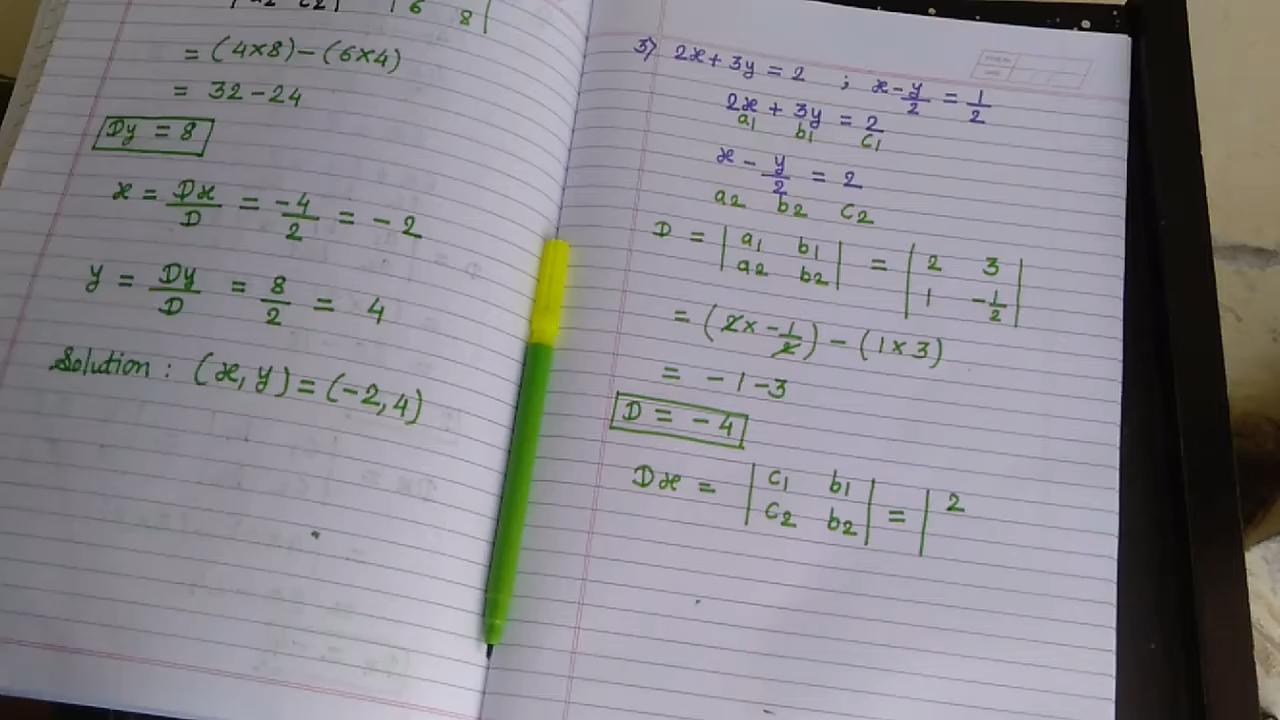 = (4×8) − (6×4)
= 32 − 24
Dy = 8
x = Dx/D = -4/2 = -2
y = Dy/D = 8/2 = 4
Solution : (x, y) = (-2, 4)
3) 2x + 3y = 2 ; x - y/2 = 1/2
2x + 3y = 2
a1 b1 c1
x - y/2 = 2
a2 b2 c2
D = | a1 b1 | = | 2 3 |
| a2 b2 | | 1 -1/2 |
= (2 × -1/2) − (1 × 3)
= -1 - 3
D = -4
Dx = | c1 b1 | = | 2
| c2 b2 | |